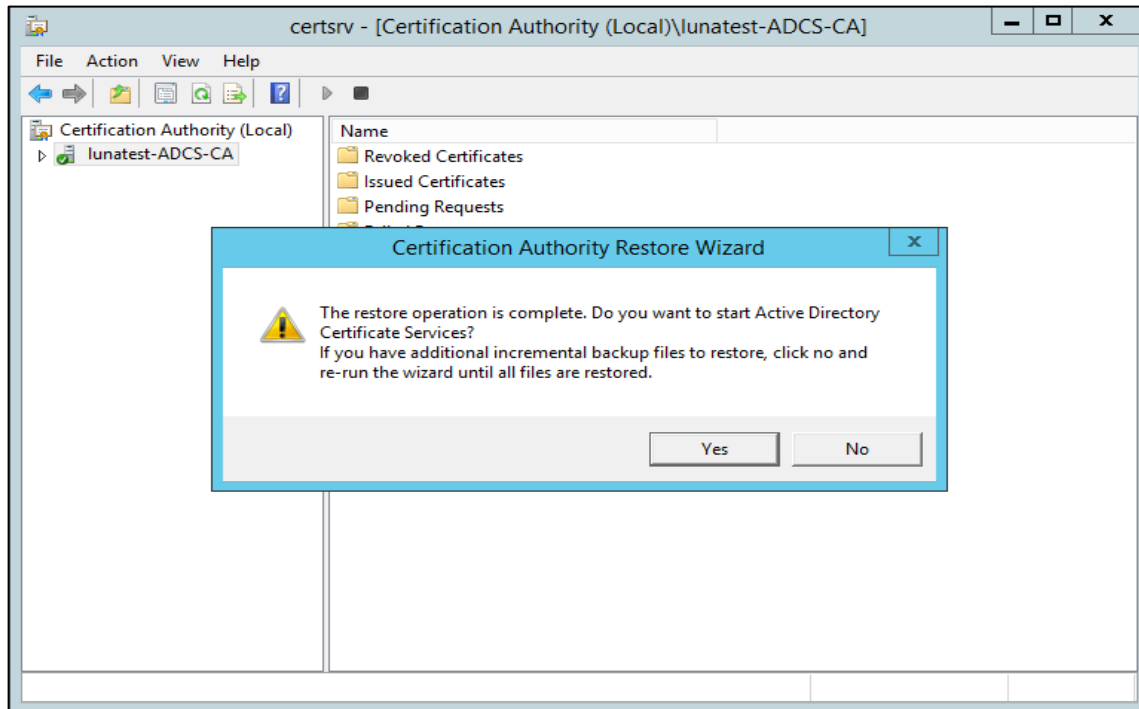 certsrv - [Certification Authority (Local)\lunatest-ADCS-CA]
File Action View Help
Certification Authority (Local)
lunatest-ADCS-CA
Name
Revoked Certificates
Issued Certificates
Pending Requests
Certification Authority Restore Wizard
The restore operation is complete. Do you want to start Active Directory
Certificate Services?
If you have additional incremental backup files to restore, click no and
re-run the wizard until all files are restored.
Yes No